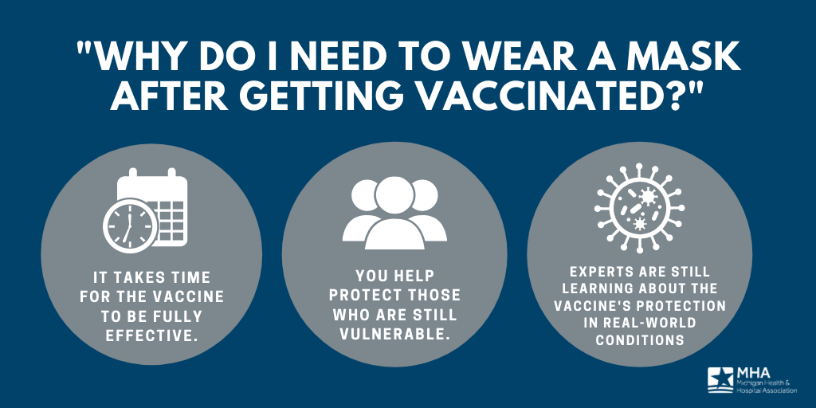 "WHY DO I NEED TO WEAR A MASK
AFTER GETTING VACCINATED?"
IT TAKES TIME
FOR THE VACCINE
TO BE FULLY
EFFECTIVE.
YOU HELP
PROTECT THOSE
WHO ARE STILL
VULNERABLE.
EXPERTS ARE STILL
LEARNING ABOUT THE
VACCINE'S PROTECTION
IN REAL-WORLD
CONDITIONS
MHA
Michigan Health &
Hospital Association